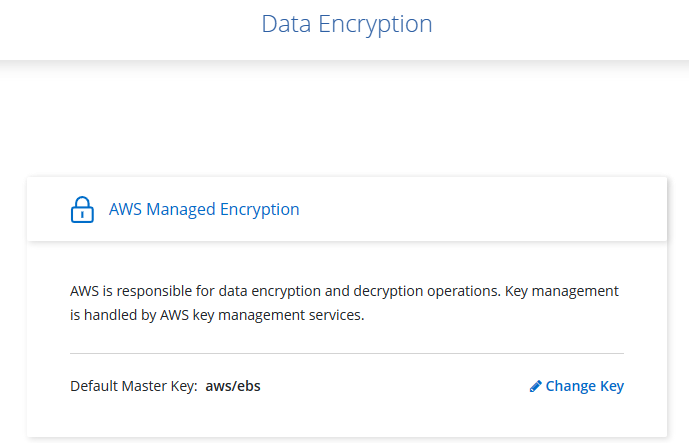 Data Encryption
AWS Managed Encryption
AWS is responsible for data encryption and decryption operations. Key management
is handled by AWS key management services.
Default Master Key: aws/ebs
Change Key